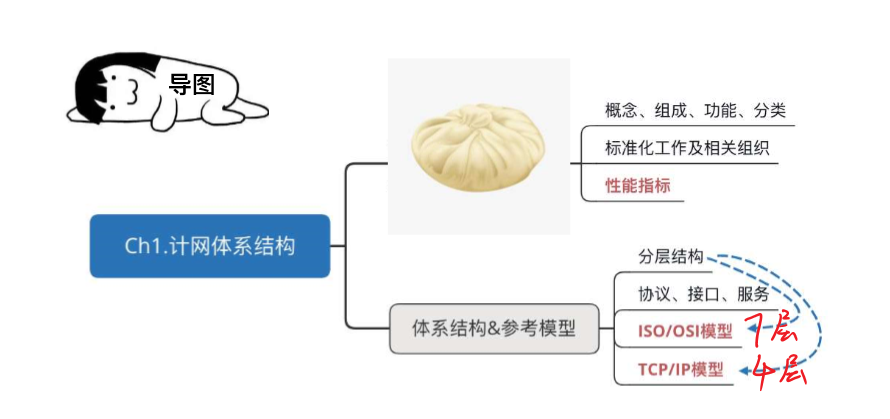 导图
概念、组成、功能、分类
标准化工作及相关组织
性能指标
Ch1.计网体系结构
分层结构
协议、接口、服务
体系结构&参考模型
ISO/OSI模型 7层
TCP/IP模型 4层